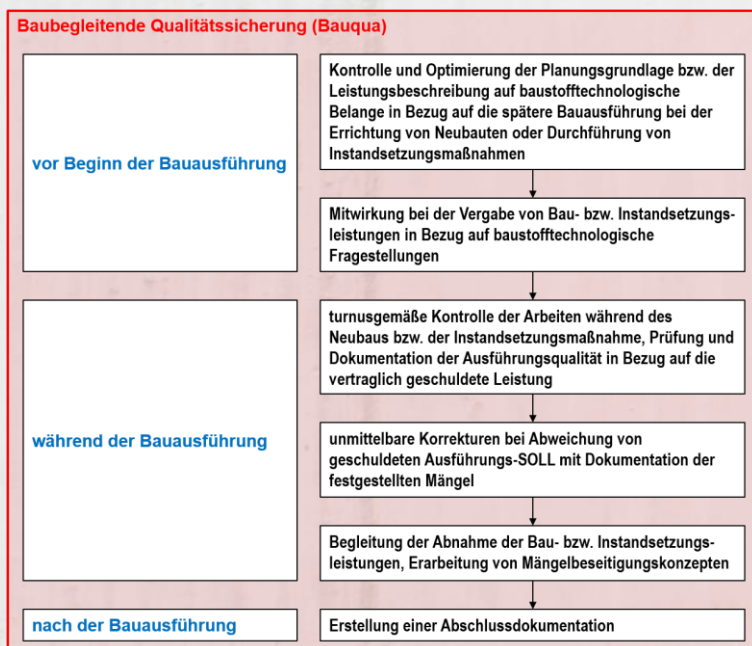 Baubegleitende Qualitätssicherung (Bauqua)
vor Beginn der Bauausführung
Kontrolle und Optimierung der Planungsgrundlage bzw. der
Leistungsbeschreibung auf baustofftechnologische
Belange in Bezug auf die spätere Bauausführung bei der
Errichtung von Neubauten oder Durchführung von
Instandsetzungsmaßnahmen
Mitwirkung bei der Vergabe von Bau- bzw. Instandsetzungs-
leistungen in Bezug auf baustofftechnologische
Fragestellungen
während der Bauausführung
turnusgemäße Kontrolle der Arbeiten während des
Neubaus bzw. der Instandsetzungsmaßnahme, Prüfung und
Dokumentation der Ausführungsqualität in Bezug auf die
vertraglich geschuldete Leistung
unmittelbare Korrekturen bei Abweichung von
geschuldeten Ausführungs-SOLL mit Dokumentation der
festgestellten Mängel
Begleitung der Abnahme der Bau- bzw. Instandsetzungs-
leistungen, Erarbeitung von Mängelbeseitigungskonzepten
nach der Bauausführung
Erstellung einer Abschlussdokumentation